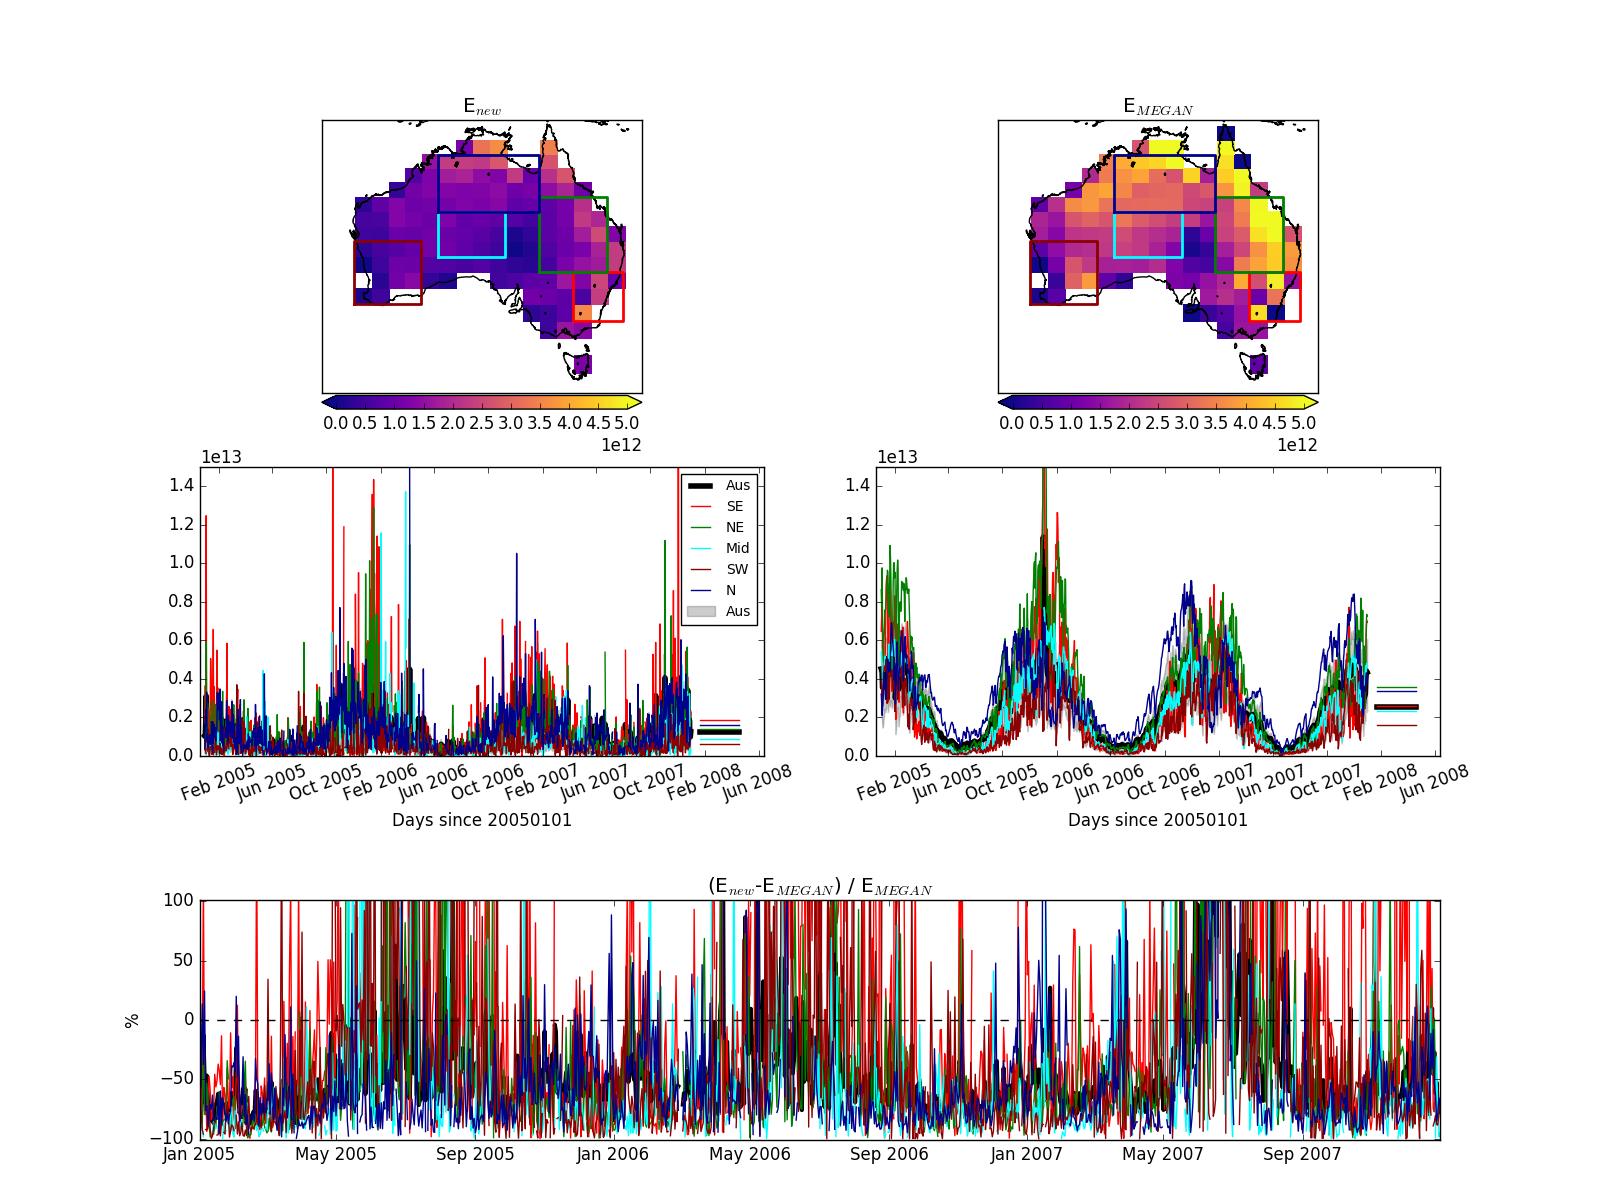 E_new E_MEGAN
0.0 0.5 1.0 1.5 2.0 2.5 3.0 3.5 4.0 4.5 5.0
1e12
0.0 0.5 1.0 1.5 2.0 2.5 3.0 3.5 4.0 4.5 5.0
1e12
1e13
1.4
1.2
1.0
0.8
0.6
0.4
0.2
0.0
Aus
SE
NE
Mid
SW
N
Aus
Feb 2005 Jun 2005 Oct 2005 Feb 2006 Jun 2006 Oct 2006 Feb 2007 Jun 2007 Oct 2007 Feb 2008 Jun 2008
Days since 20050101
1e13
1.4
1.2
1.0
0.8
0.6
0.4
0.2
0.0
Feb 2005 Jun 2005 Oct 2005 Feb 2006 Jun 2006 Oct 2006 Feb 2007 Jun 2007 Oct 2007 Feb 2008 Jun 2008
Days since 20050101
(E_new-E_MEGAN) / E_MEGAN
100
50
0
−50
−100
%
Jan 2005 May 2005 Sep 2005 Jan 2006 May 2006 Sep 2006 Jan 2007 May 2007 Sep 2007